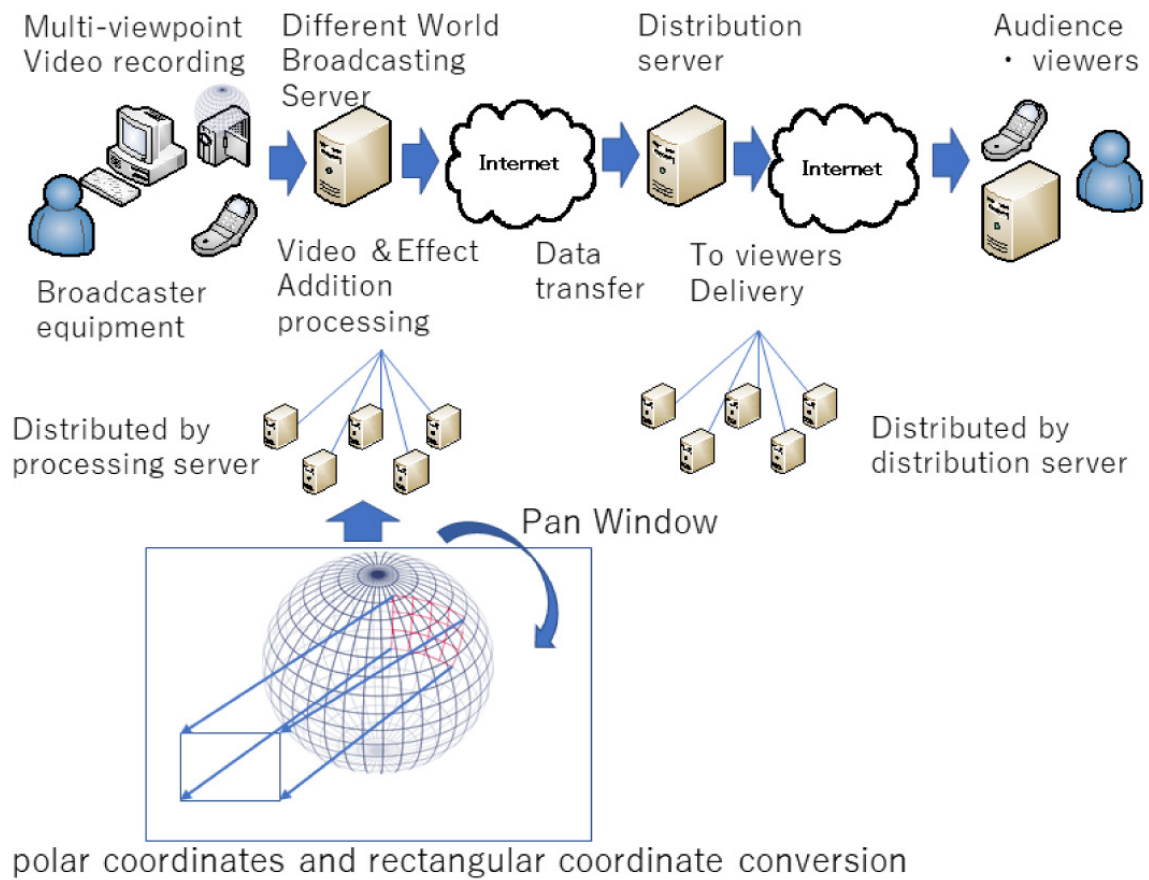 Multi-viewpoint
Video recording
Different World
Broadcasting
Server
Distribution
server
Audience
・ viewers
Internet
Internet
Broadcaster
equipment
Video ＆Effect
Addition
processing
Data
transfer
To viewers
Delivery
Distributed by
processing server
Distributed by
distribution server
Pan Window
polar coordinates and rectangular coordinate conversion